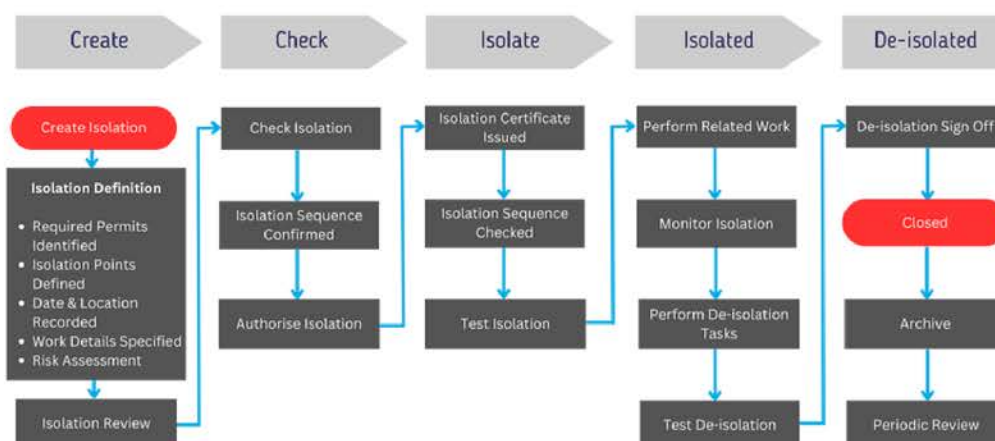 Create
Check
Isolate
Isolated
De-isolated
Create Isolation
Isolation Definition
• Required Permits
Identified
• Isolation Points
Defined
• Date & Location
Recorded
• Work Details Specified
• Risk Assessment
Isolation Review
Check Isolation
Isolation Sequence
Confirmed
Authorise Isolation
Isolation Certificate
Issued
Isolation Sequence
Checked
Test Isolation
Perform Related Work
Monitor Isolation
Perform De-isolation
Tasks
Test De-isolation
De-isolation Sign Off
Closed
Archive
Periodic Review